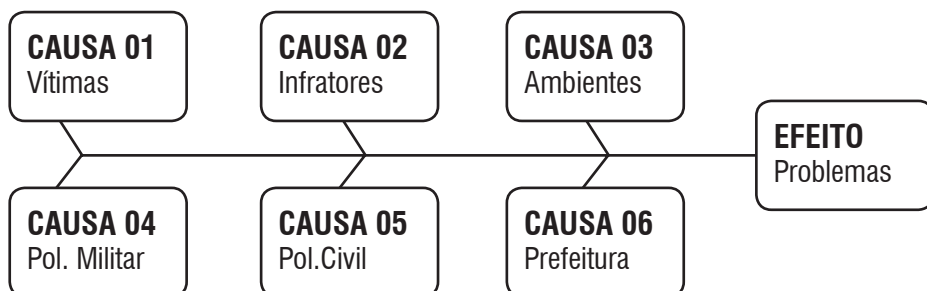 CAUSA 01
Vítimas
CAUSA 02
Infratores
CAUSA 03
Ambientes
EFEITO
Problemas
CAUSA 04
Pol. Militar
CAUSA 05
Pol.Civil
CAUSA 06
Prefeitura